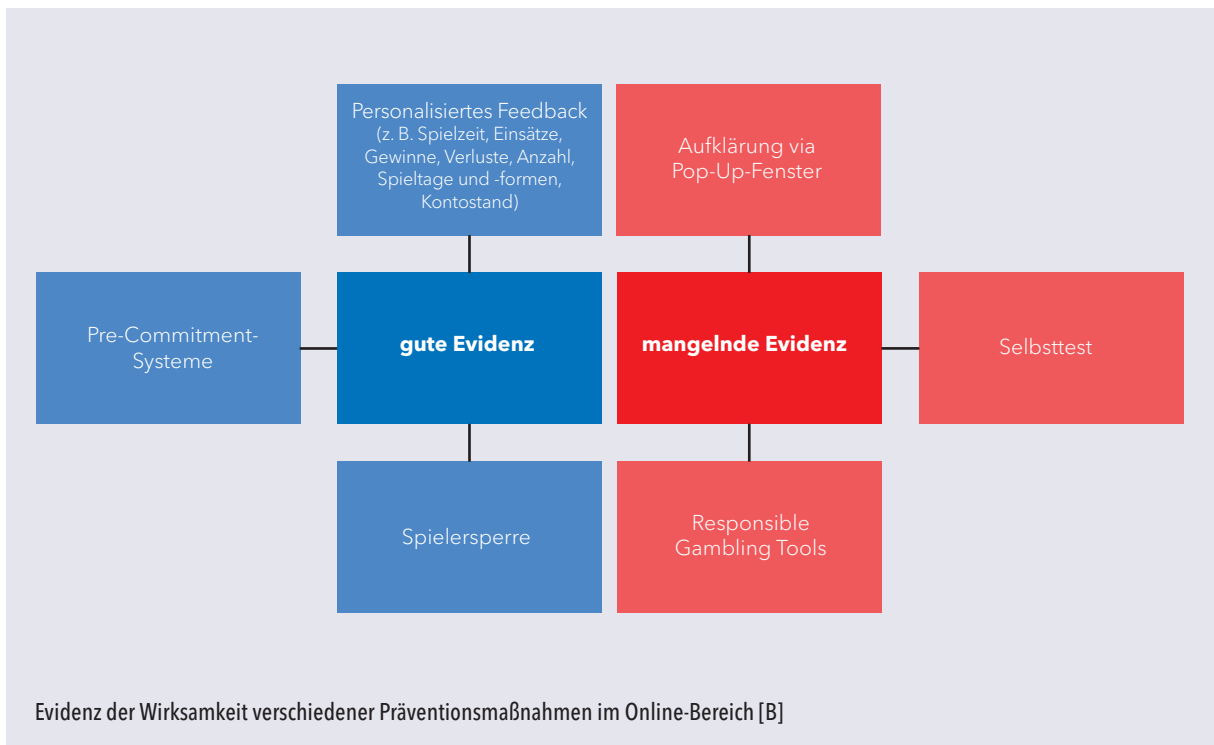 Personalisiertes Feedback
(z. B. Spielzeit, Einsätze,
Gewinne, Verluste, Anzahl,
Spieltage und -formen,
Kontostand)
Aufklärung via
Pop-Up-Fenster
Pre-Commitment-
Systeme
gute Evidenz
mangelnde Evidenz
Selbsttest
Spielersperre
Responsible
Gambling Tools
Evidenz der Wirksamkeit verschiedener Präventionsmaßnahmen im Online-Bereich [B]